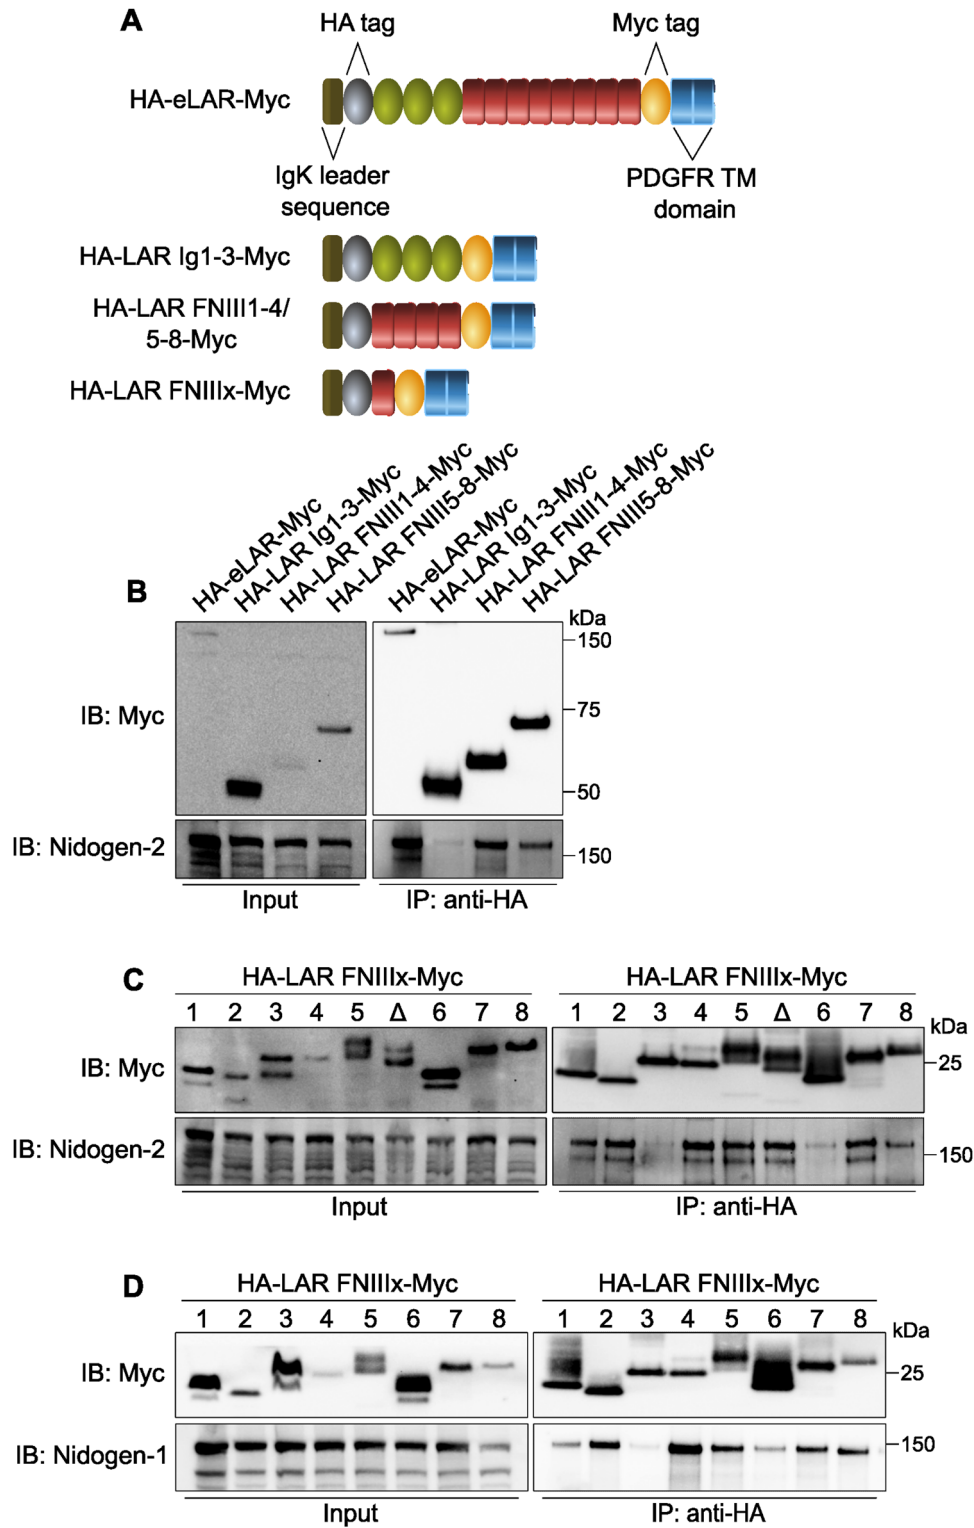 A
HA tag
Myc tag
HA-eLAR-Myc
IgK leader
sequence
PDGFR TM
domain
HA-LAR Ig1-3-Myc
HA-LAR FNIII1-4/
5-8-Myc
HA-LAR FNIIIx-Myc
B
HA-eLAR-Myc
HA-LAR Ig1-3-Myc
HA-LAR FNIII1-4-Myc
HA-LAR FNIII5-8-Myc
HA-eLAR-Myc
HA-LAR Ig1-3-Myc
HA-LAR FNIII1-4-Myc
HA-LAR FNIII5-8-Myc
kDa
150
IB: Myc
75
50
IB: Nidogen-2
150
Input
IP: anti-HA
C
HA-LAR FNIIIx-Myc
HA-LAR FNIIIx-Myc
1 2 3 4 5 Δ 6 7 8
1 2 3 4 5 Δ 6 7 8
kDa
IB: Myc
25
IB: Nidogen-2
150
Input
IP: anti-HA
D
HA-LAR FNIIIx-Myc
HA-LAR FNIIIx-Myc
1 2 3 4 5 6 7 8
1 2 3 4 5 6 7 8
kDa
IB: Myc
25
IB: Nidogen-1
150
Input
IP: anti-HA